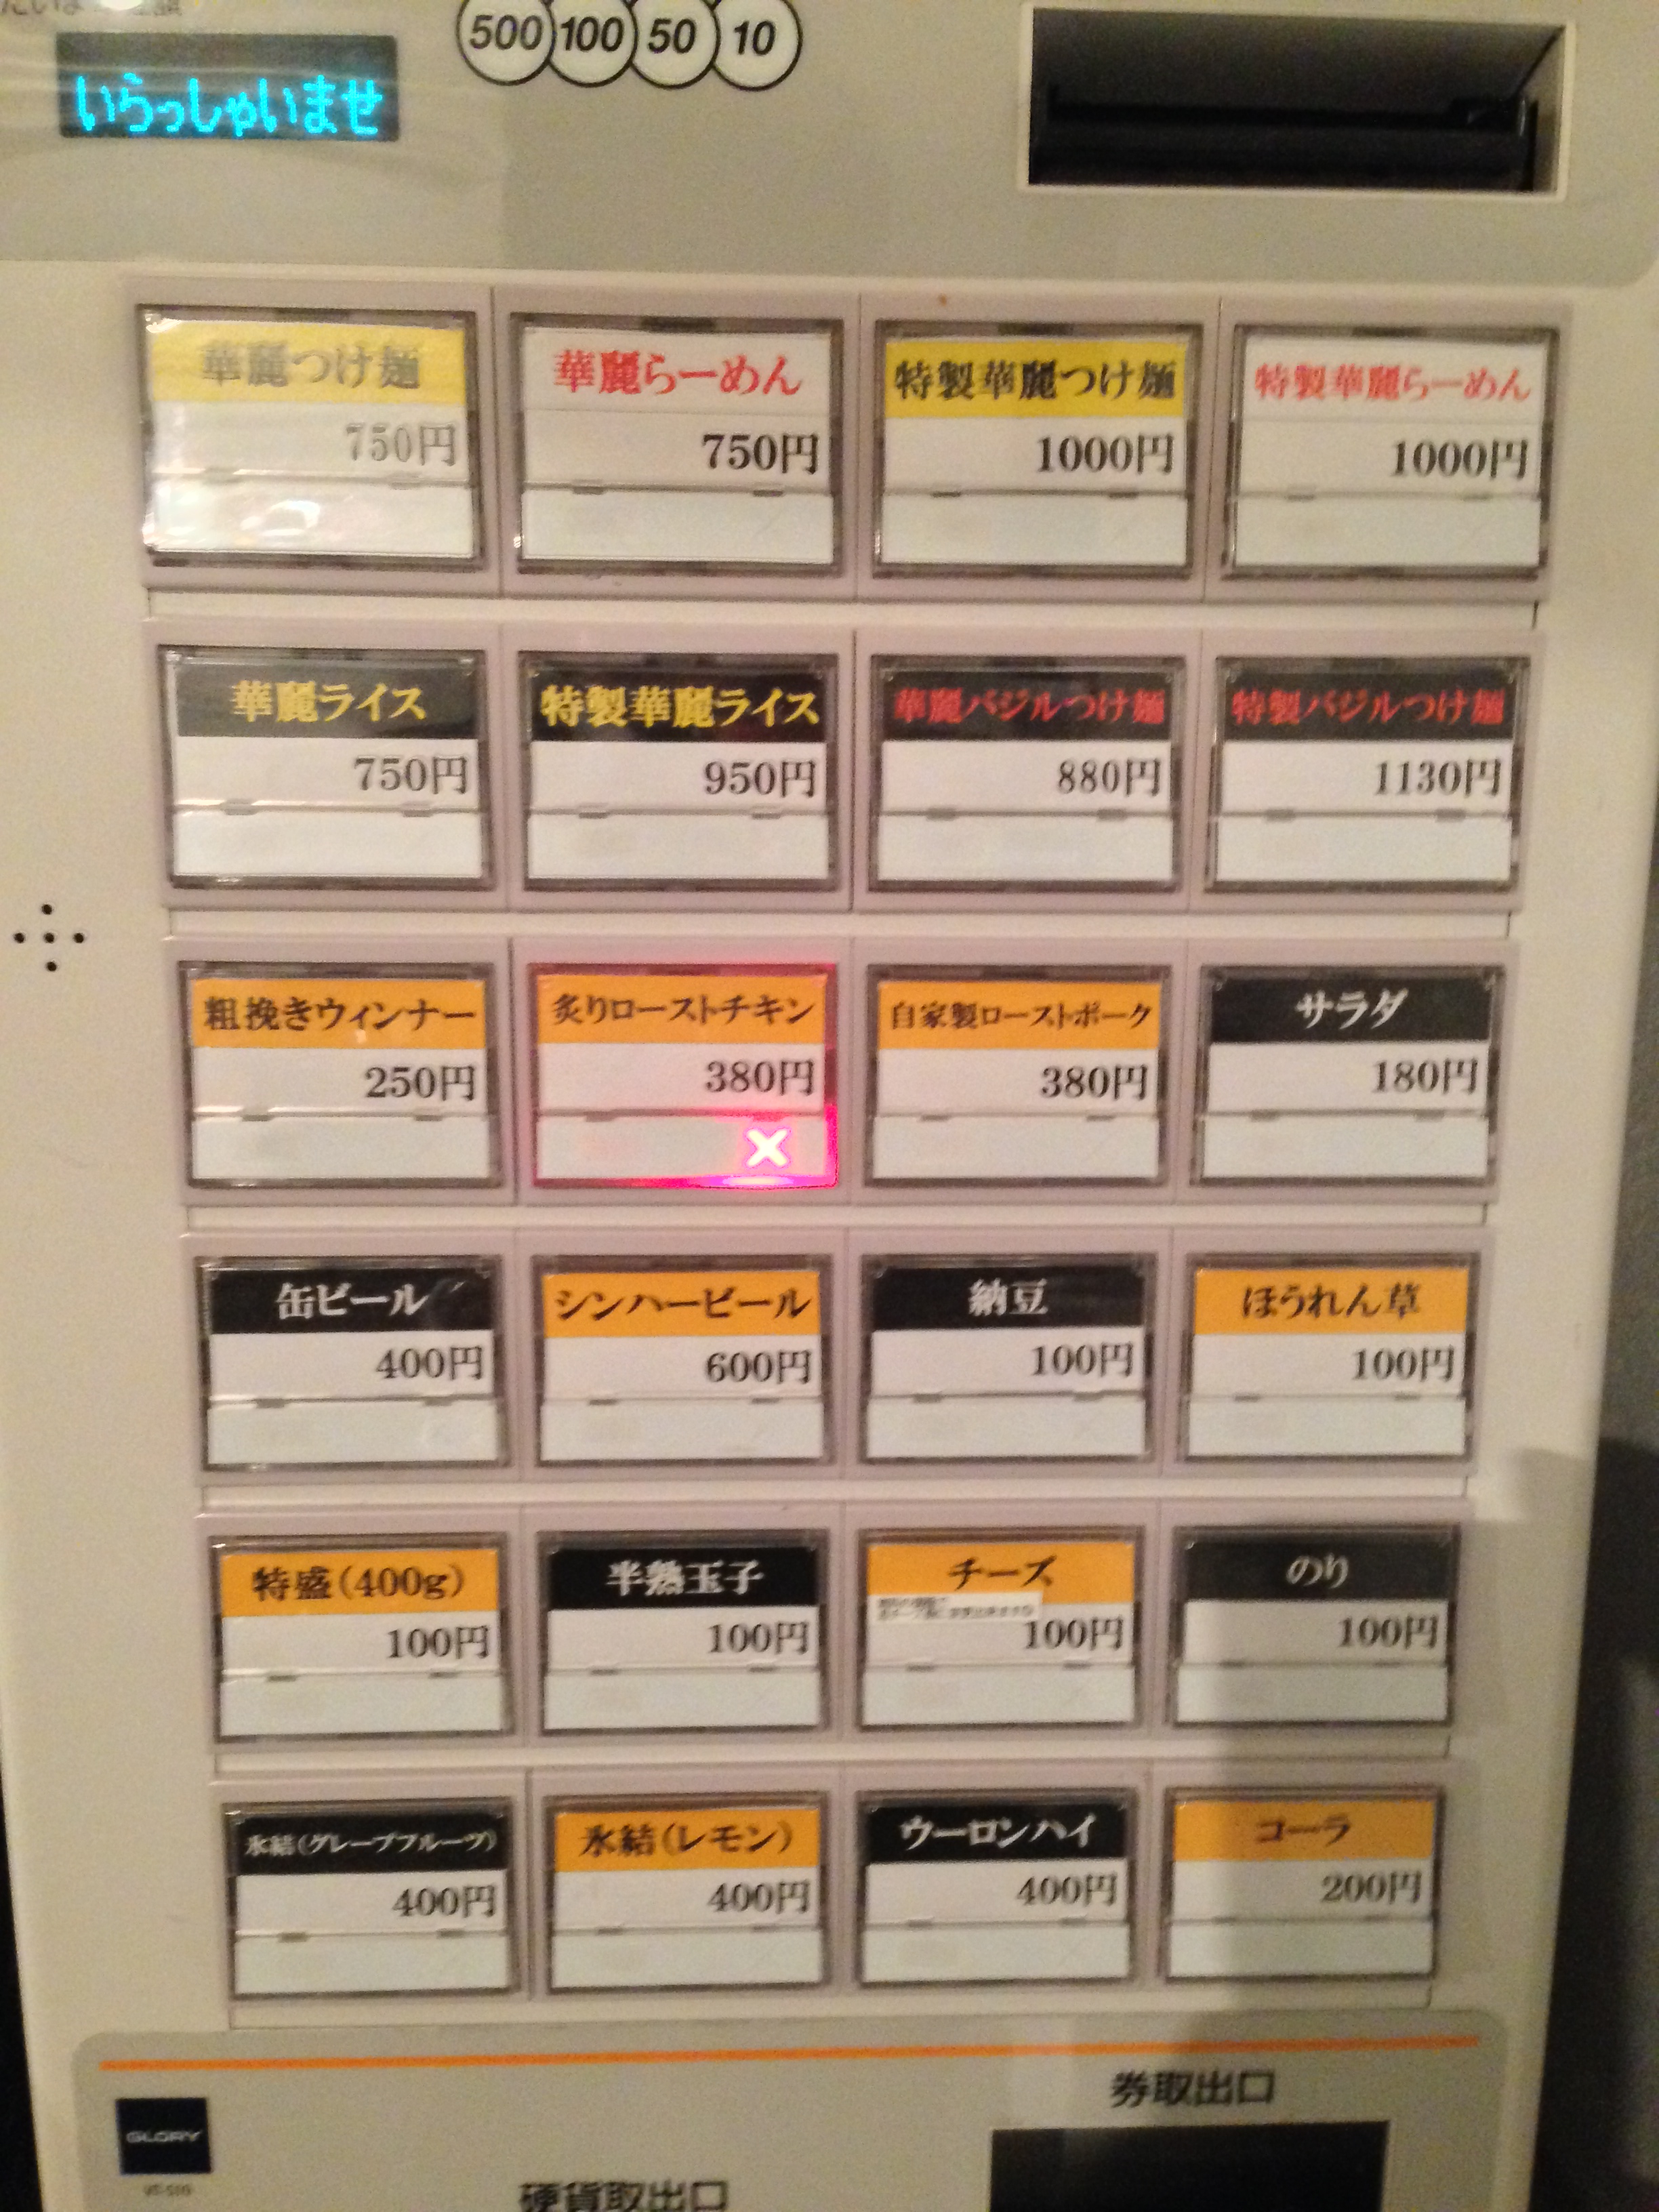 いらっしゃいませ
500 100 50 10
華麗つけ麺
750円
華麗らーめん
750円
特製華麗つけ麺
1000円
特製華麗らーめん
1000円
華麗ライス
750円
特製華麗ライス
950円
華麗バジルつけ麺
880円
特製バジルつけ麺
1130円
粗挽きウィンナー
250円
炙りローストチキン
380円
×
自家製ローストポーク
380円
サラダ
180円
缶ビール
400円
シンハービール
600円
納豆
100円
ほうれん草
100円
特盛(400g)
100円
半熟玉子
100円
チーズ
100円
のり
100円
氷結(グレープフルーツ)
400円
氷結(レモン)
400円
ウーロンハイ
400円
コーラ
200円
券取出口
GLORY
硬貨取出口